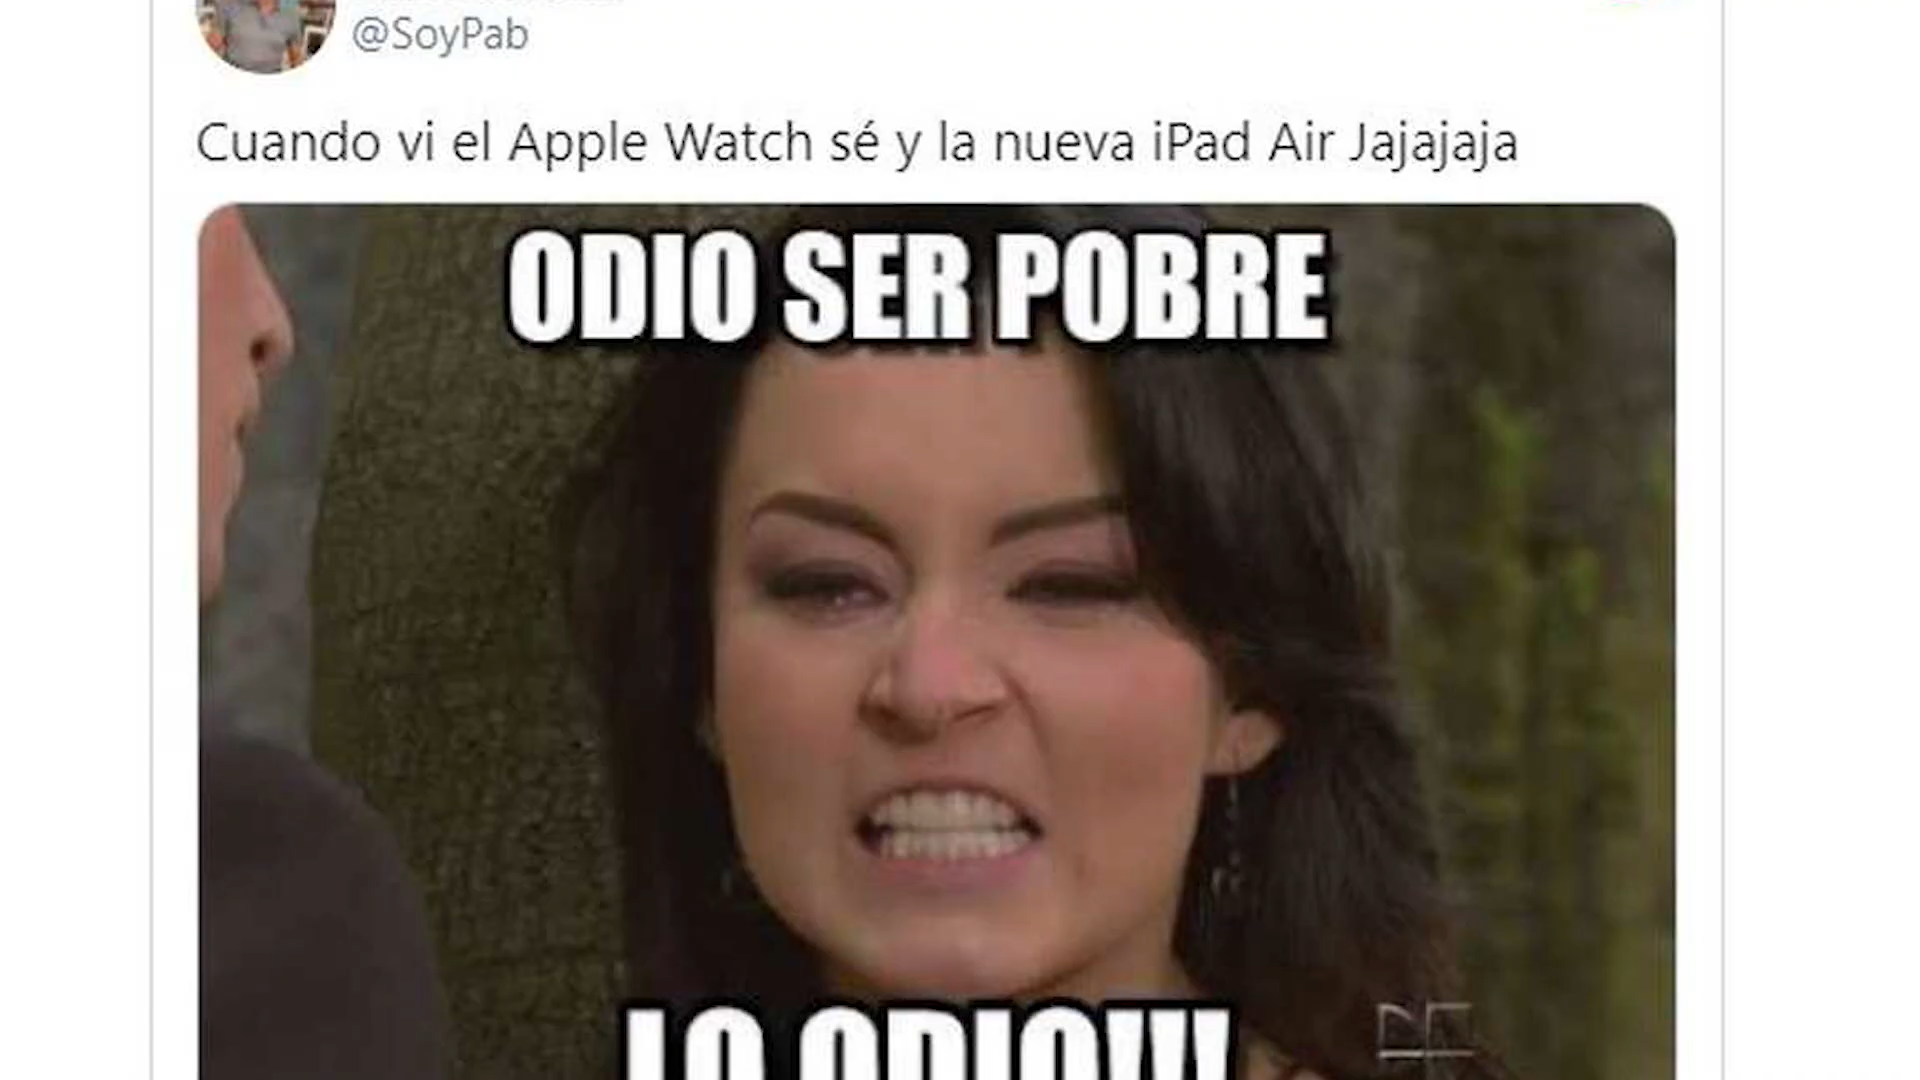 @SoyPab
Cuando vi el Apple Watch sé y la nueva iPad Air Jajajaja
ODIO SER POBRE
LO ODIO!!!!